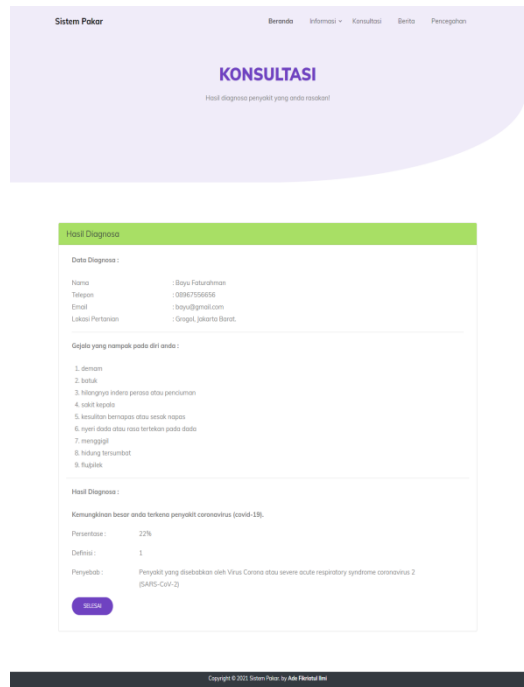 Sistem Pakar
Beranda Informasi Konsultasi Berita Pencegahan
KONSULTASI
Hasil diagnosa penyakit yang anda rasakan!
Hasil Diagnosa
Data Diagnosa :
Nama : Bayu Faturahman
Telepon : 08967556656
Email : bayu@gmail.com
Lokasi Pertanian : Grogol, Jakarta Barat.
Gejala yang nampak pada diri anda :
1. demam
2. batuk
3. hilangnya indera perasa atau penciuman
4. sakit kepala
5. kesulitan bernapas atau sesak napas
6. nyeri dada atau rasa tertekan pada dada
7. menggigil
8. hidung tersumbat
9. flu/pilek
Hasil Diagnosa :
Kemungkinan besar anda terkena penyakit coronavirus (covid-19).
Persentase : 22%
Definisi : 1
Penyebab : Penyakit yang disebabkan oleh Virus Corona atau severe acute respiratory syndrome coronavirus 2
(SARS-CoV-2)
SELESAI
Copyright © 2021 Sistem Pakar. by Ade Fikriatul Ilmi